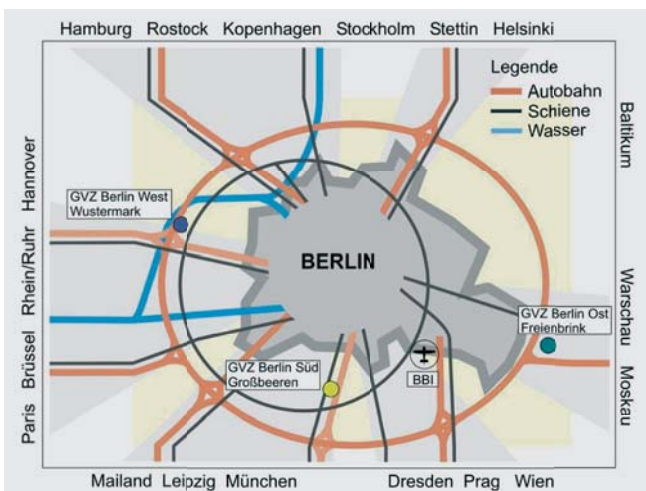 Hamburg Rostock Kopenhagen Stockholm Stettin Helsinki
Legende
Autobahn
Schiene
Wasser
Baltikum
Hannover
GVZ Berlin West
Wustermark
Rhein/Ruhr
BERLIN
Warschau
GVZ Berlin Ost
Freienbrink
Brüssel
GVZ Berlin Süd
Großbeeren
BBI
Moskau
Paris
Mailand Leipzig München Dresden Prag Wien